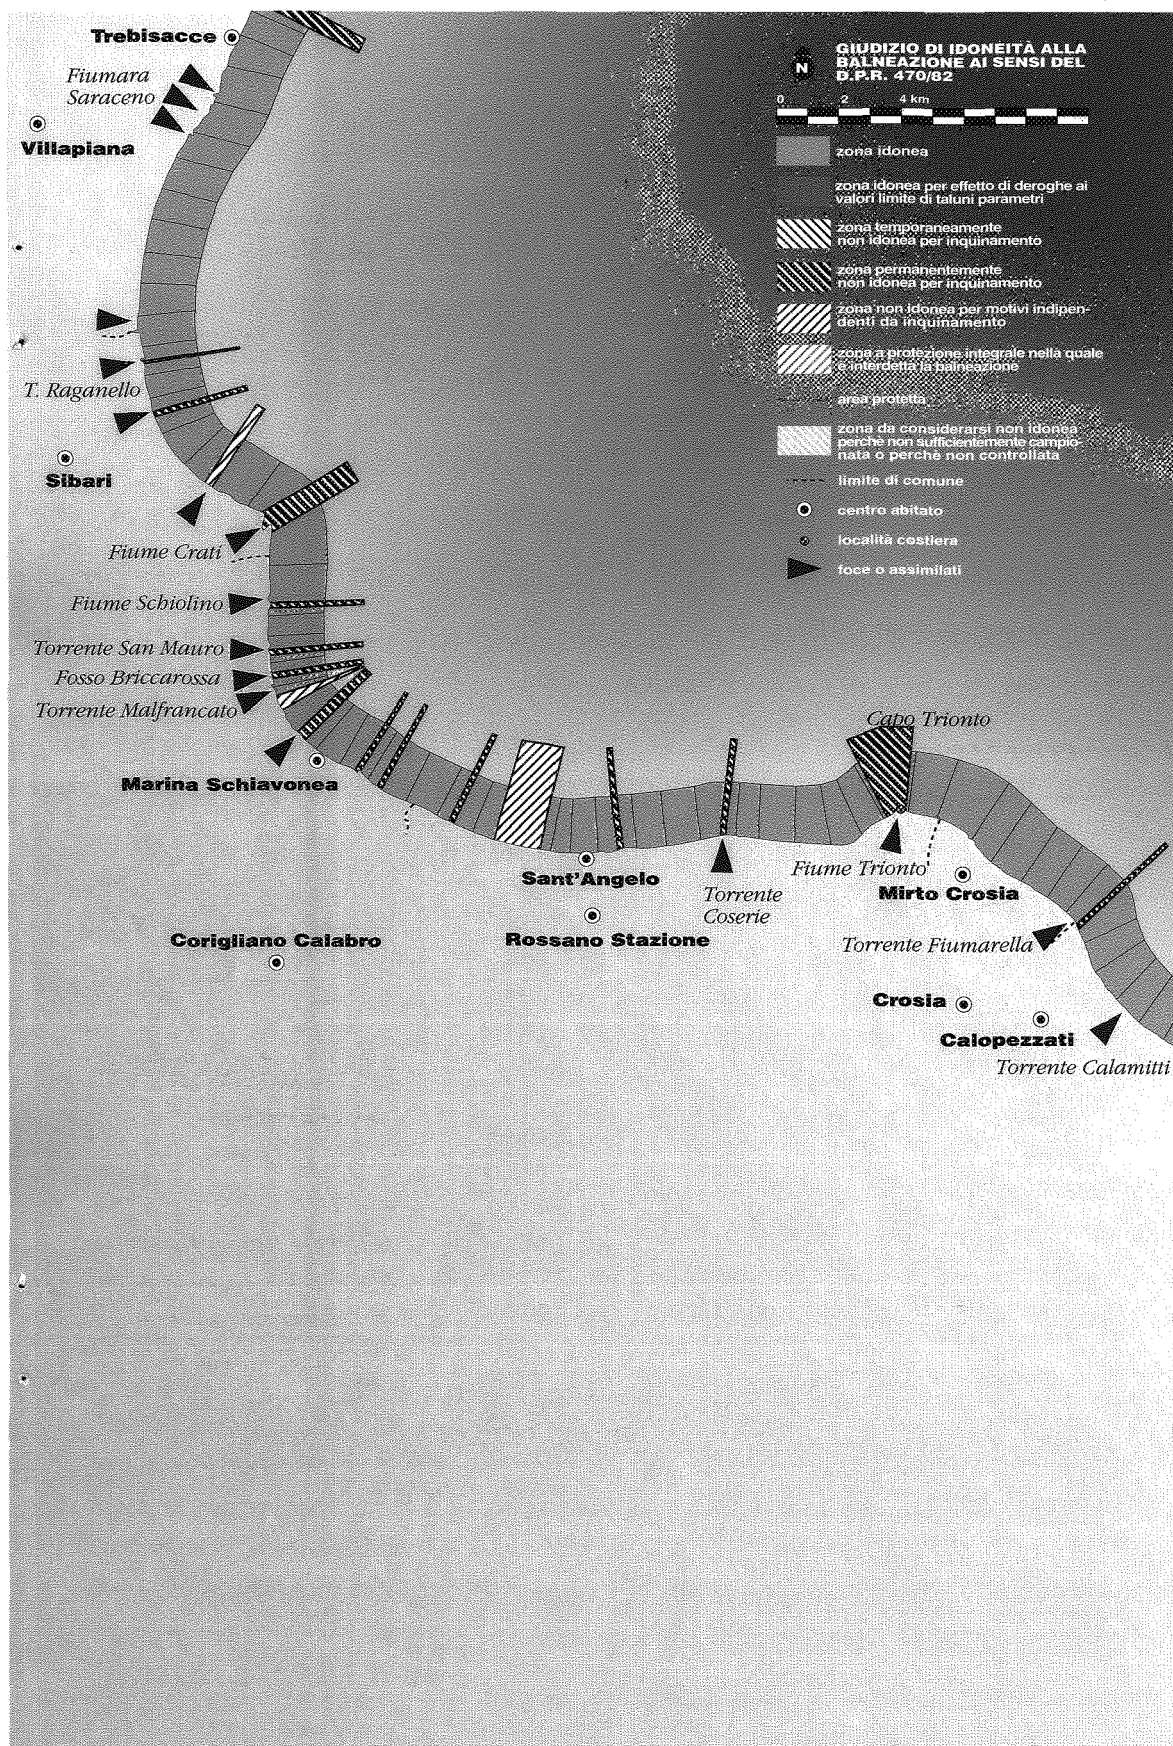 GIUDIZIO DI IDONEITÀ ALLA
BALNEAZIONE AI SENSI DEL
D.P.R. 470/82
N
0 2 4 km
zona idonea
zona idonea per effetto di deroghe ai
valori limite di taluni parametri
zona temporaneamente
non idonea per inquinamento
zona permanentemente
non idonea per inquinamento
zona non idonea per motivi indipen-
denti da inquinamento
zona a protezione integrale nella quale
è interdetta la balneazione
area protetta
zona da considerarsi non idonea
perchè non sufficientemente campio-
nata o perchè non controllata
limite di comune
centro abitato
località costiera
foce o assimilati
Trebisacce
Fiumara
Saraceno
Villapiana
T. Raganello
Sibari
Fiume Crati
Fiume Schiolino
Torrente San Mauro
Fosso Briccarossa
Torrente Malfrancato
Marina Schiavonea
Capo Trionto
Sant'Angelo
Fiume Trionto
Mirto Crosia
Torrente
Coserie
Rossano Stazione
Corigliano Calabro
Torrente Fiumarella
Crosia
Calopezzati
Torrente Calamitti